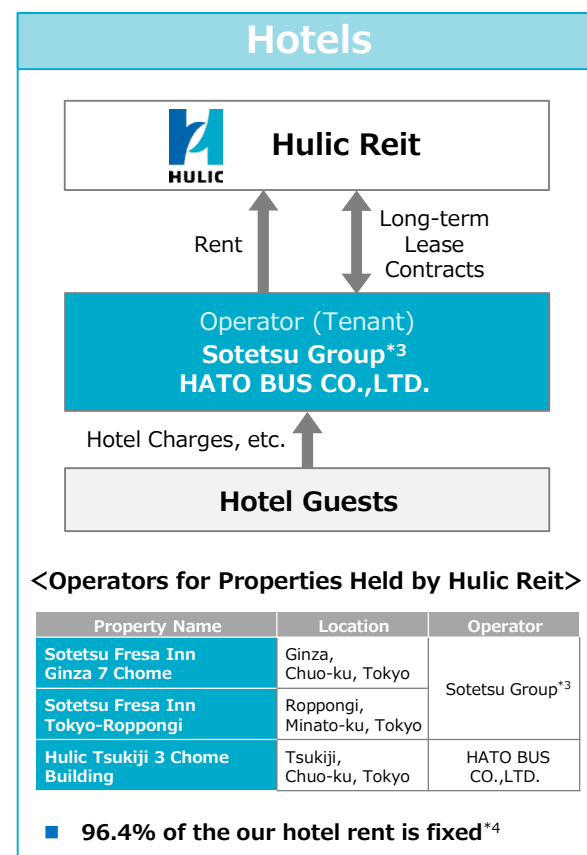 Hotels
HULIC
Hulic Reit
Rent
Long-term
Lease
Contracts
Operator (Tenant)
Sotetsu Group*3
HATO BUS CO.,LTD.
Hotel Charges, etc.
Hotel Guests
<Operators for Properties Held by Hulic Reit>
Property Name Location Operator
Sotetsu Fresa Inn
Ginza 7 Chome
Ginza,
Chuo-ku, Tokyo
Sotetsu Group*3
Sotetsu Fresa Inn
Tokyo-Roppongi
Roppongi,
Minato-ku, Tokyo
Hulic Tsukiji 3 Chome
Building
Tsukiji,
Chuo-ku, Tokyo
HATO BUS
CO.,LTD.
■ 96.4% of the our hotel rent is fixed*4